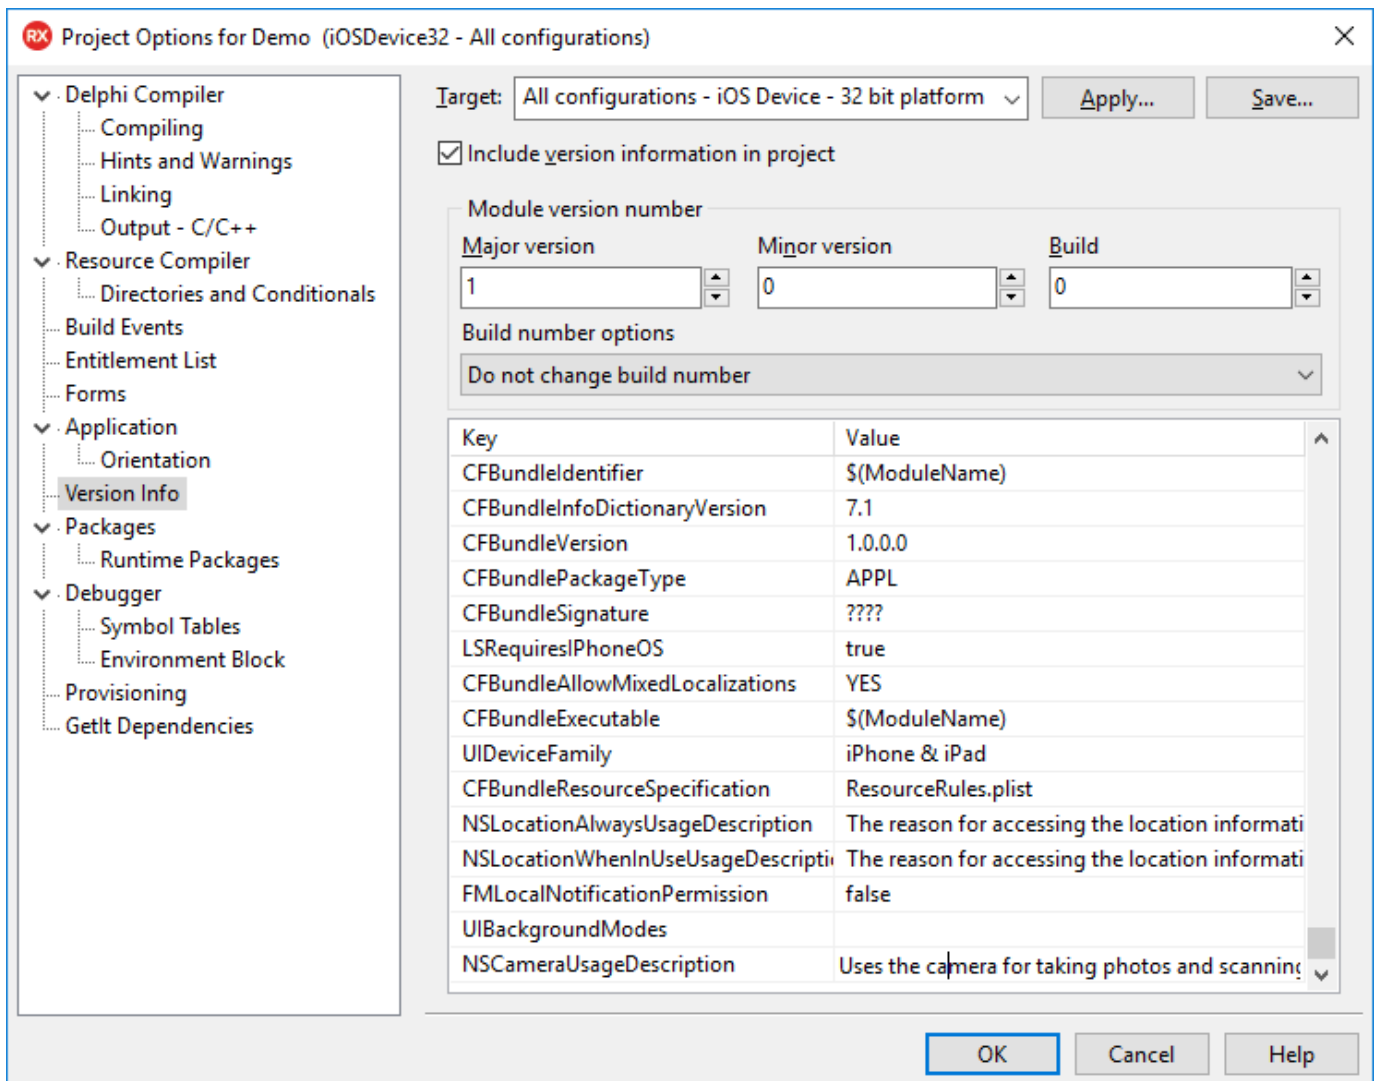 RX Project Options for Demo (iOSDevice32 - All configurations)
Delphi Compiler
Compiling
Hints and Warnings
Linking
Output - C/C++
Resource Compiler
Directories and Conditionals
Build Events
Entitlement List
Forms
Application
Orientation
Version Info
Packages
Runtime Packages
Debugger
Symbol Tables
Environment Block
Provisioning
GetIt Dependencies
Target: All configurations - iOS Device - 32 bit platform Apply... Save...
Include version information in project
Module version number
Major version Minor version Build
1 0 0
Build number options
Do not change build number
Key Value
CFBundleIdentifier $(ModuleName)
CFBundleInfoDictionaryVersion 7.1
CFBundleVersion 1.0.0.0
CFBundlePackageType APPL
CFBundleSignature ????
LSRequiresIPhoneOS true
CFBundleAllowMixedLocalizations YES
CFBundleExecutable $(ModuleName)
UIDeviceFamily iPhone & iPad
CFBundleResourceSpecification ResourceRules.plist
NSLocationAlwaysUsageDescription The reason for accessing the location informati
NSLocationWhenInUseUsageDescripti The reason for accessing the location informati
FMLocalNotificationPermission false
UIBackgroundModes
NSCameraUsageDescription Uses the camera for taking photos and scanning
OK Cancel Help